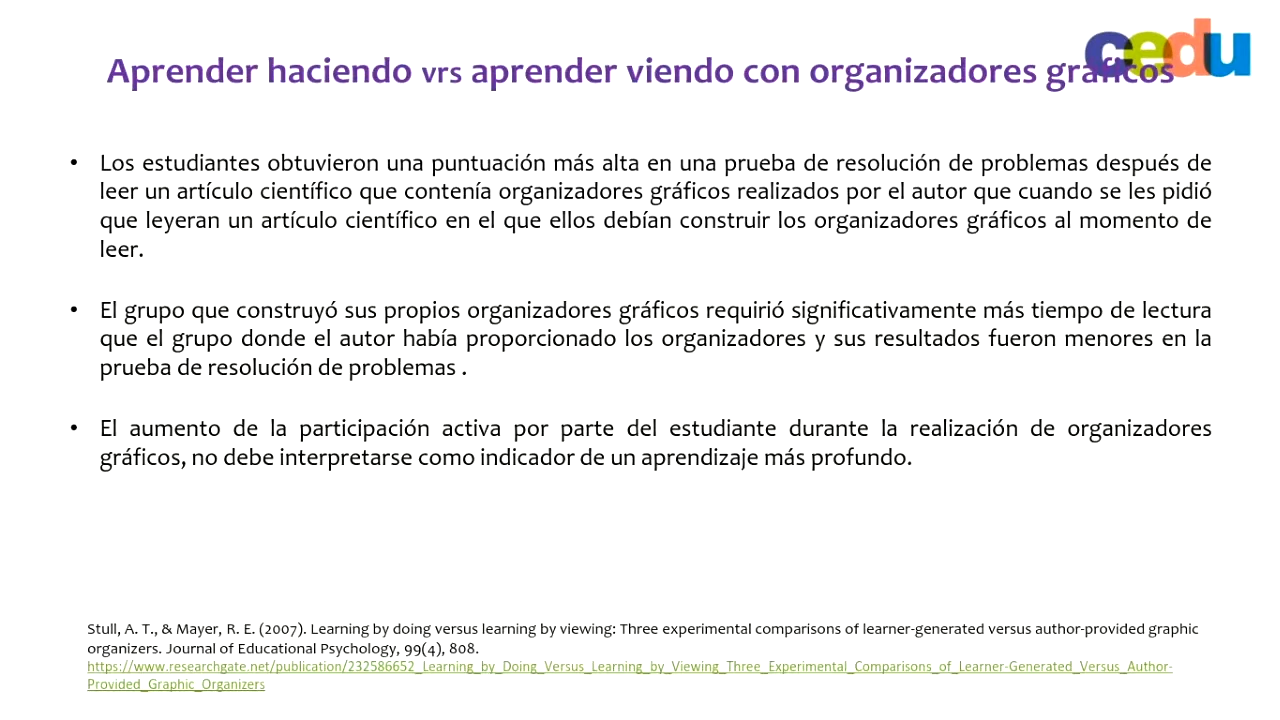 cedu
Aprender haciendo vrs aprender viendo con organizadores gráficos
• Los estudiantes obtuvieron una puntuación más alta en una prueba de resolución de problemas después de
leer un artículo científico que contenía organizadores gráficos realizados por el autor que cuando se les pidió
que leyeran un artículo científico en el que ellos debían construir los organizadores gráficos al momento de
leer.
• El grupo que construyó sus propios organizadores gráficos requirió significativamente más tiempo de lectura
que el grupo donde el autor había proporcionado los organizadores y sus resultados fueron menores en la
prueba de resolución de problemas .
• El aumento de la participación activa por parte del estudiante durante la realización de organizadores
gráficos, no debe interpretarse como indicador de un aprendizaje más profundo.
Stull, A. T., & Mayer, R. E. (2007). Learning by doing versus learning by viewing: Three experimental comparisons of learner-generated versus author-provided graphic
organizers. Journal of Educational Psychology, 99(4), 808.
https://www.researchgate.net/publication/232586652_Learning_by_Doing_Versus_Learning_by_Viewing_Three_Experimental_Comparisons_of_Learner-Generated_Versus_Author-
Provided_Graphic_Organizers